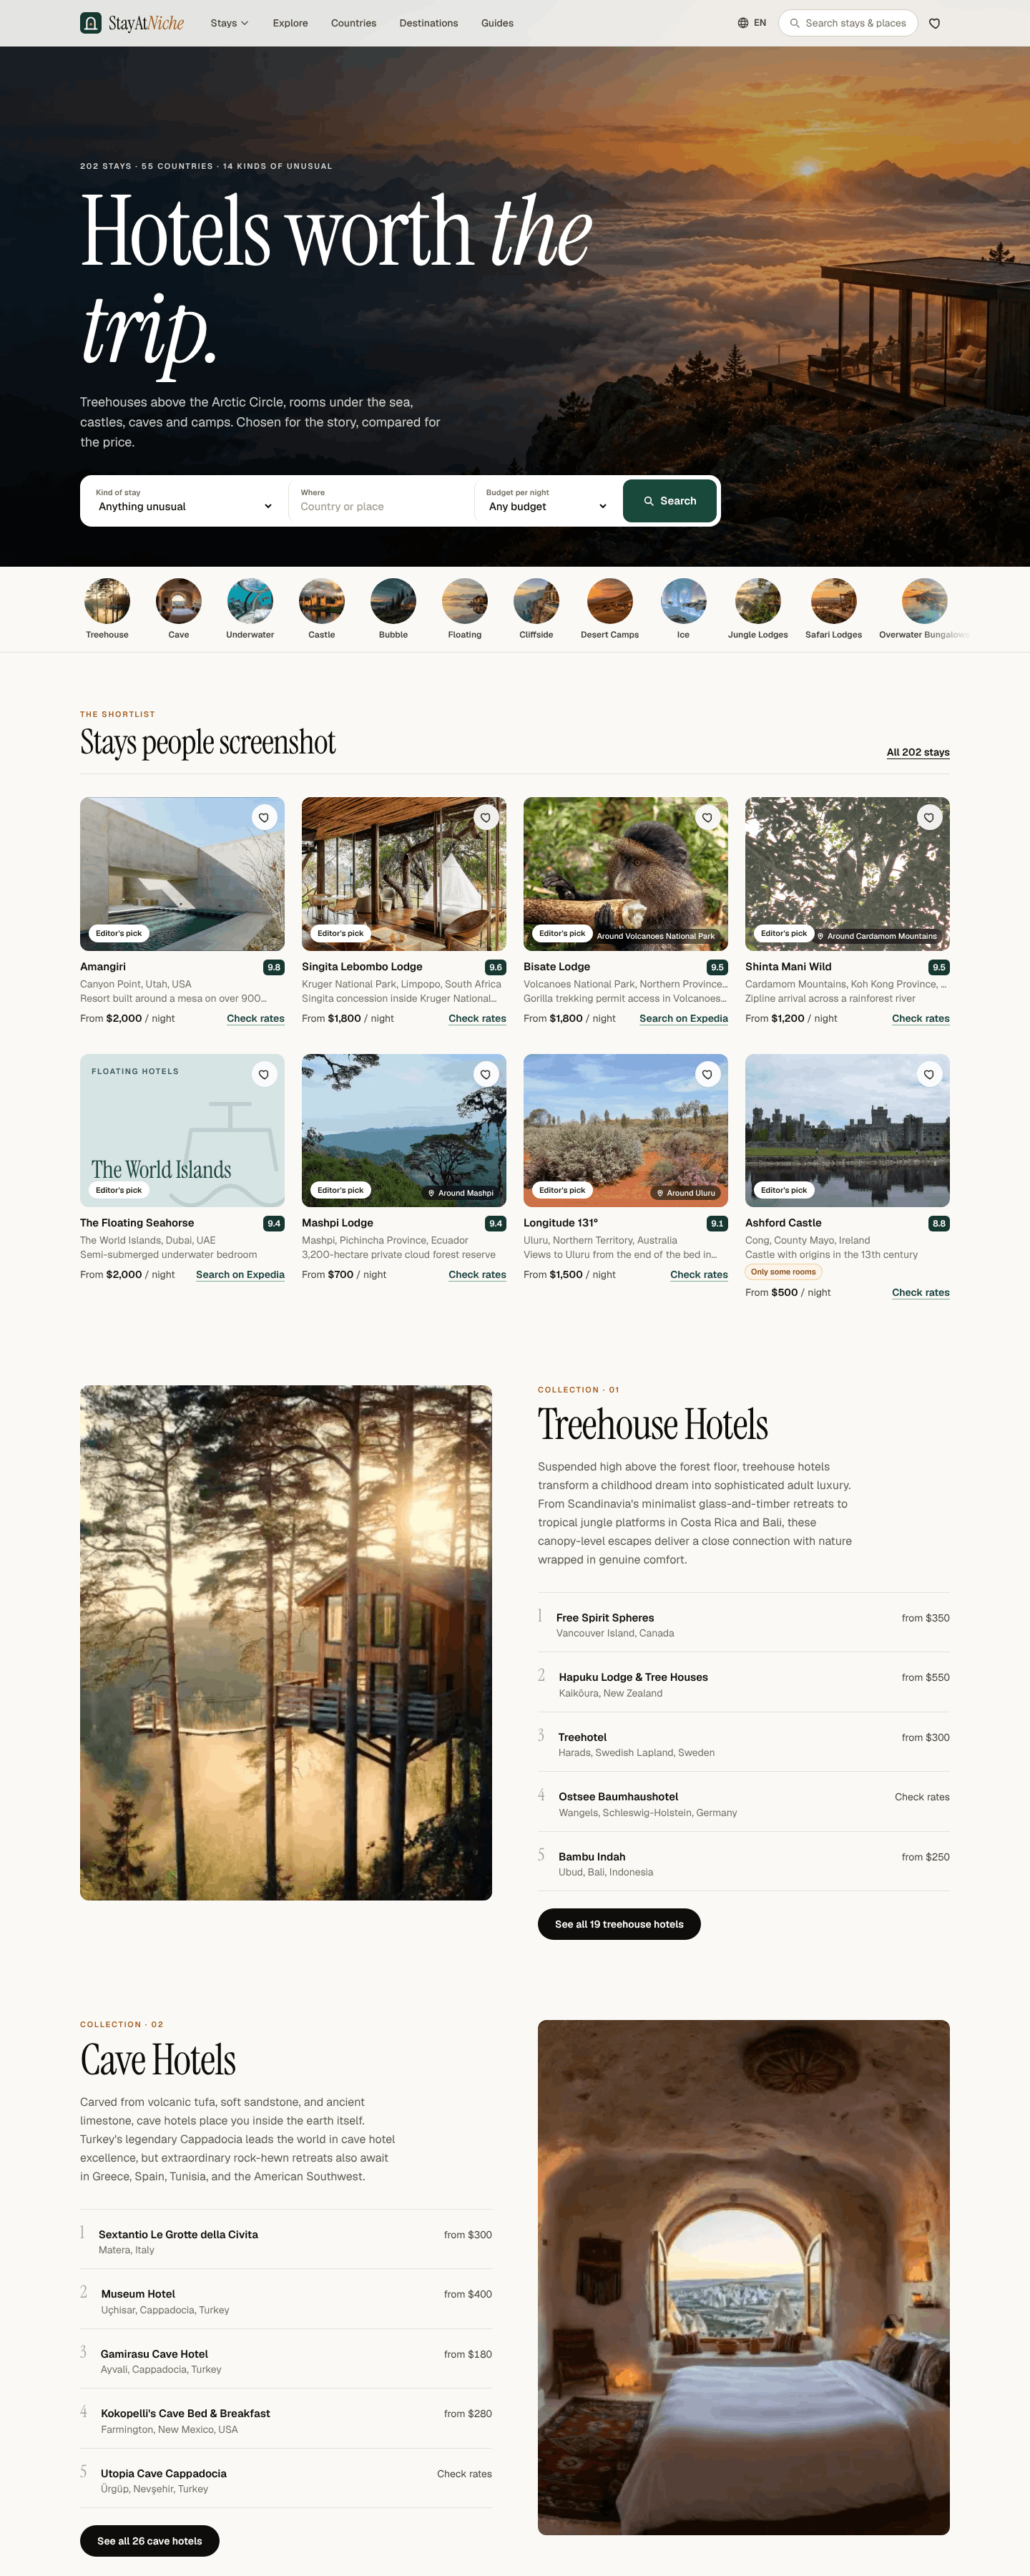 StayAtNiche
Stays
Explore
Countries
Destinations
Guides
EN
Search stays & places
202 STAYS · 55 COUNTRIES · 14 KINDS OF UNUSUAL
Hotels worth the
trip.
Treehouses above the Arctic Circle, rooms under the sea,
castles, caves and camps. Chosen for the story, compared for
the price.
Kind of stay
Anything unusual
Where
Country or place
Budget per night
Any budget
Search
Treehouse
Cave
Underwater
Castle
Bubble
Floating
Cliffside
Desert Camps
Ice
Jungle Lodges
Safari Lodges
Overwater Bungalows
THE SHORTLIST
Stays people screenshot
All 202 stays
Editor's pick
Amangiri
9.8
Canyon Point, Utah, USA
Resort built around a mesa on over 900...
From $2,000 / night
Check rates
Editor's pick
Singita Lebombo Lodge
9.6
Kruger National Park, Limpopo, South Africa
Singita concession inside Kruger National...
From $1,800 / night
Check rates
Editor's pick
Around Volcanoes National Park
Bisate Lodge
9.5
Volcanoes National Park, Northern Province...
Gorilla trekking permit access in Volcanoes...
From $1,800 / night
Search on Expedia
Editor's pick
Around Cardamom Mountains
Shinta Mani Wild
9.5
Cardamom Mountains, Koh Kong Province, ...
Zipline arrival across a rainforest river
From $1,200 / night
Check rates
FLOATING HOTELS
The World Islands
Editor's pick
The Floating Seahorse
9.4
The World Islands, Dubai, UAE
Semi-submerged underwater bedroom
From $2,000 / night
Search on Expedia
Editor's pick
Around Mashpi
Mashpi Lodge
9.4
Mashpi, Pichincha Province, Ecuador
3,200-hectare private cloud forest reserve
From $700 / night
Check rates
Editor's pick
Around Uluru
Longitude 131°
9.1
Uluru, Northern Territory, Australia
Views to Uluru from the end of the bed in...
From $1,500 / night
Check rates
Editor's pick
Ashford Castle
8.8
Cong, County Mayo, Ireland
Castle with origins in the 13th century
Only some rooms
From $500 / night
Check rates
COLLECTION · 01
Treehouse Hotels
Suspended high above the forest floor, treehouse hotels
transform a childhood dream into sophisticated adult luxury.
From Scandinavia's minimalist glass-and-timber retreats to
tropical jungle platforms in Costa Rica and Bali, these
canopy-level escapes deliver a close connection with nature
wrapped in genuine comfort.
1
Free Spirit Spheres
from $350
Vancouver Island, Canada
2
Hapuku Lodge & Tree Houses
from $550
Kaikōura, New Zealand
3
Treehotel
from $300
Harads, Swedish Lapland, Sweden
4
Ostsee Baumhaushotel
Check rates
Wangels, Schleswig-Holstein, Germany
5
Bambu Indah
from $250
Ubud, Bali, Indonesia
See all 19 treehouse hotels
COLLECTION · 02
Cave Hotels
Carved from volcanic tufa, soft sandstone, and ancient
limestone, cave hotels place you inside the earth itself.
Turkey's legendary Cappadocia leads the world in cave hotel
excellence, but extraordinary rock-hewn retreats also await
in Greece, Spain, Tunisia, and the American Southwest.
1
Sextantio Le Grotte della Civita
from $300
Matera, Italy
2
Museum Hotel
from $400
Uçhisar, Cappadocia, Turkey
3
Gamirasu Cave Hotel
from $180
Ayvali, Cappadocia, Turkey
4
Kokopelli's Cave Bed & Breakfast
from $280
Farmington, New Mexico, USA
5
Utopia Cave Cappadocia
Check rates
Ürgüp, Nevşehir, Turkey
See all 26 cave hotels